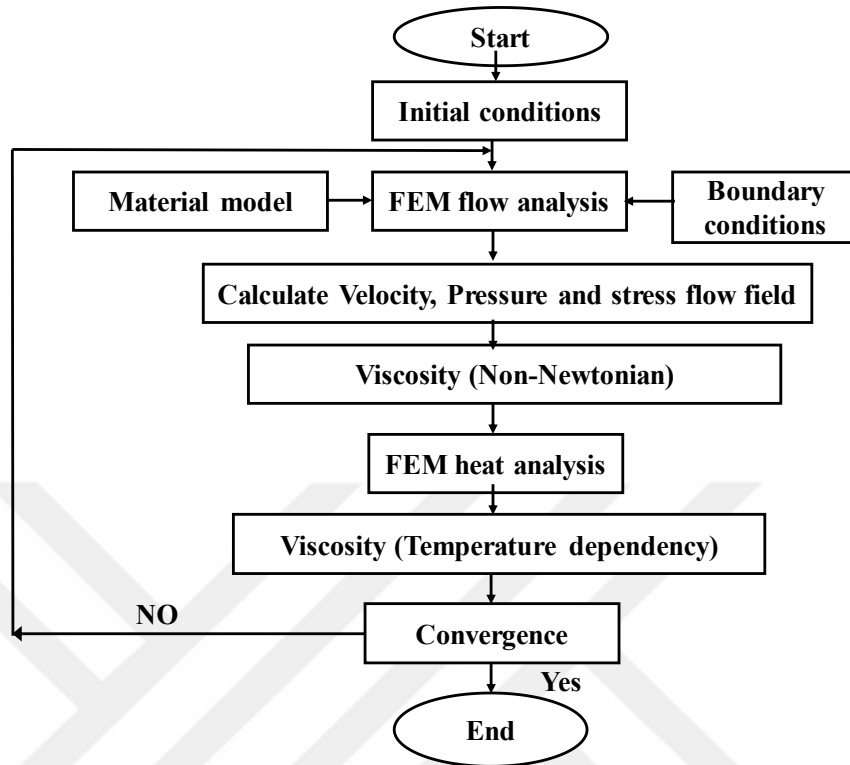 Start
Initial conditions
Material model
FEM flow analysis
Boundary
conditions
Calculate Velocity, Pressure and stress flow field
Viscosity (Non-Newtonian)
FEM heat analysis
Viscosity (Temperature dependency)
NO
Convergence
Yes
End